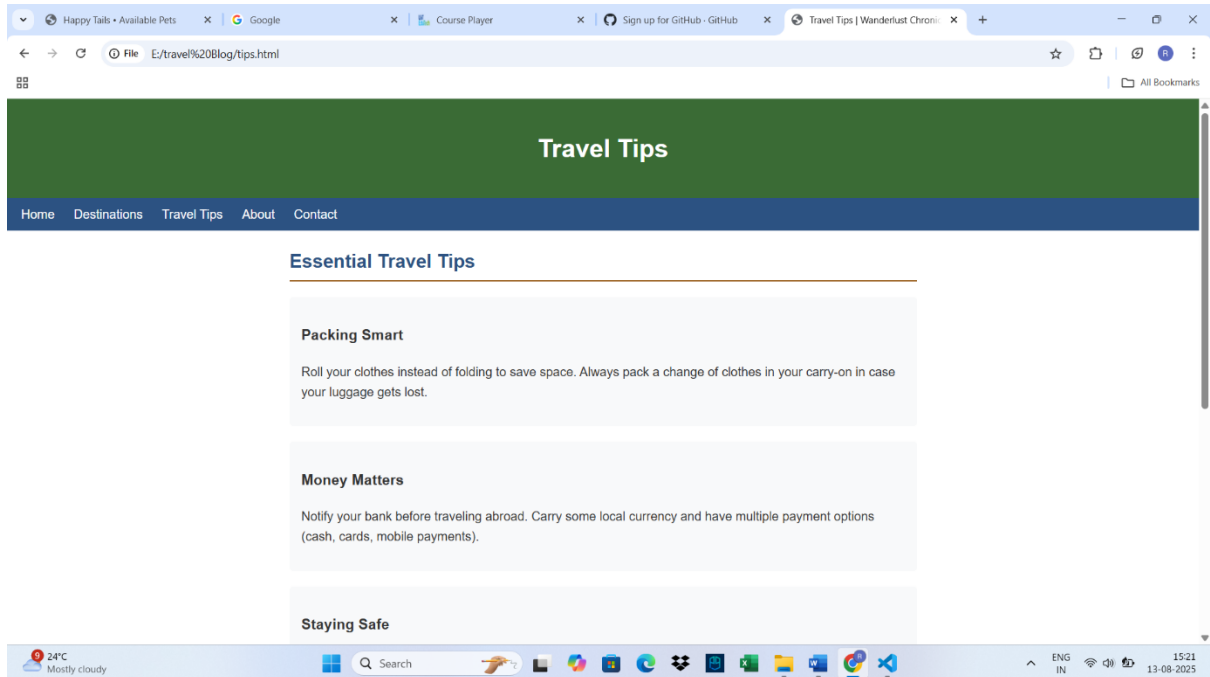 Happy Tails • Available Pets
Google
Course Player
Sign up for GitHub · GitHub
Travel Tips | Wanderlust Chronic
File E:/travel%20Blog/tips.html
R
All Bookmarks
Travel Tips
Home Destinations Travel Tips About Contact
Essential Travel Tips
Packing Smart
Roll your clothes instead of folding to save space. Always pack a change of clothes in your carry-on in case
your luggage gets lost.
Money Matters
Notify your bank before traveling abroad. Carry some local currency and have multiple payment options
(cash, cards, mobile payments).
Staying Safe
9
24°C
Mostly cloudy
Search
ENG
IN
15:21
13-08-2025